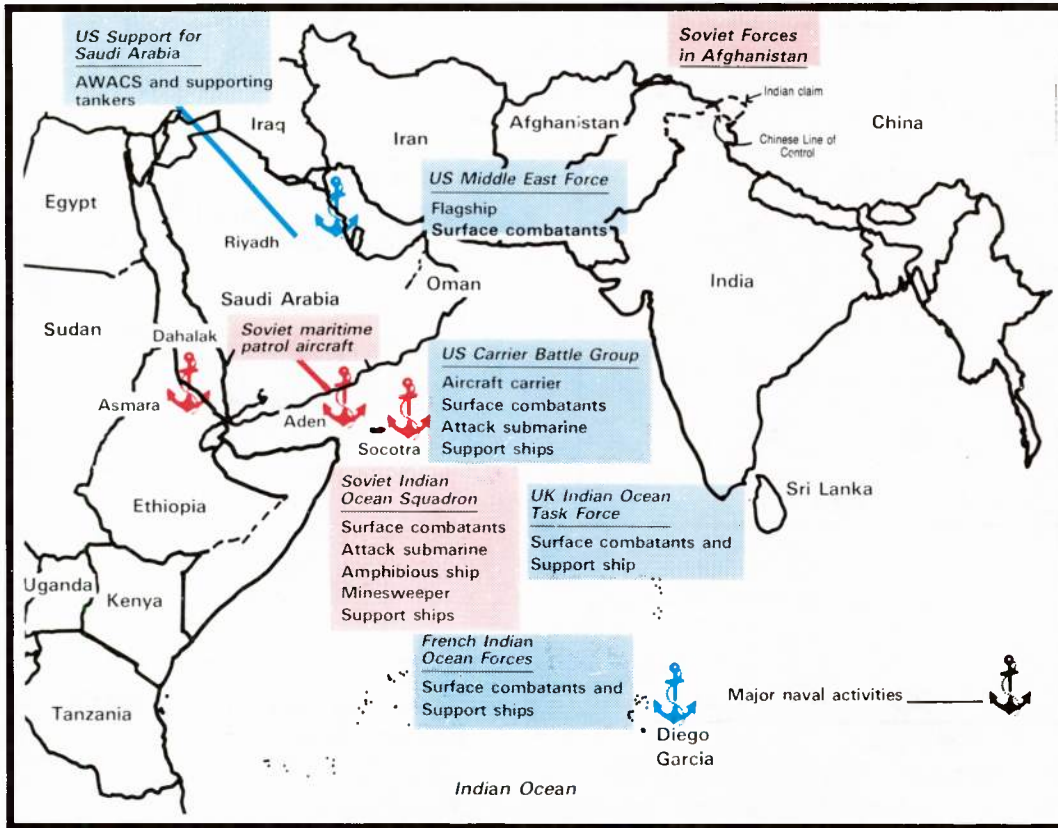 US Support for
Saudi Arabia
AWACS and supporting
tankers
Soviet Forces
in Afghanistan
Indian claim
Chinese Line of
Control
China
Iraq
Iran
Afghanistan
Egypt
US Middle East Force
Flagship
Surface combatants
Riyadh
Oman
India
Saudi Arabia
Sudan
Dahalak
Soviet maritime
patrol aircraft
US Carrier Battle Group
Aircraft carrier
Surface combatants
Attack submarine
Support ships
Asmara
Aden
Socotra
Soviet Indian
Ocean Squadron
Surface combatants
Attack submarine
Amphibious ship
Minesweeper
Support ships
UK Indian Ocean
Task Force
Surface combatants and
Support ship
Sri Lanka
Ethiopia
Uganda
Kenya
French Indian
Ocean Forces
Surface combatants and
Support ships
Major naval activities
Tanzania
Diego
Garcia
Indian Ocean